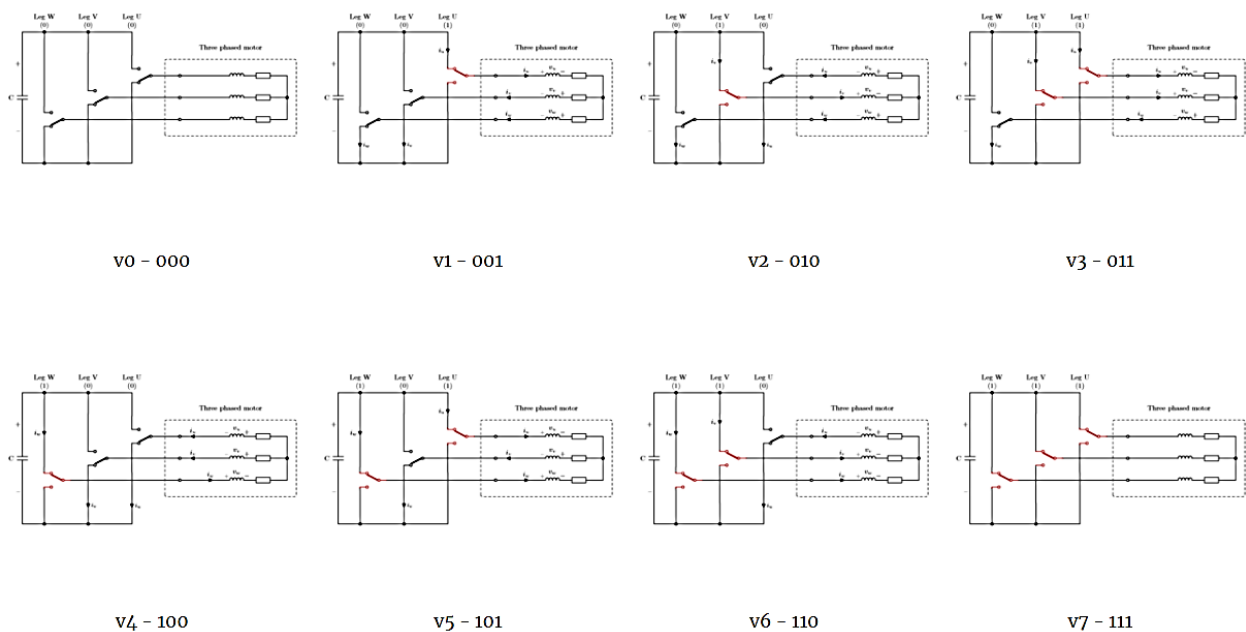 Leg W Leg V Leg U
(0) (0) (0)
Three phased motor
+
C
−
v0 - 000
Leg W Leg V Leg U
(0) (0) (1)
Three phased motor
+
C
−
v1 - 001
Leg W Leg V Leg U
(0) (1) (0)
Three phased motor
+
C
−
v2 - 010
Leg W Leg V Leg U
(0) (1) (1)
Three phased motor
+
C
−
v3 - 011
Leg W Leg V Leg U
(1) (0) (0)
Three phased motor
+
C
−
v4 - 100
Leg W Leg V Leg U
(1) (0) (1)
Three phased motor
+
C
−
v5 - 101
Leg W Leg V Leg U
(1) (1) (0)
Three phased motor
+
C
−
v6 - 110
Leg W Leg V Leg U
(1) (1) (1)
Three phased motor
+
C
−
v7 - 111